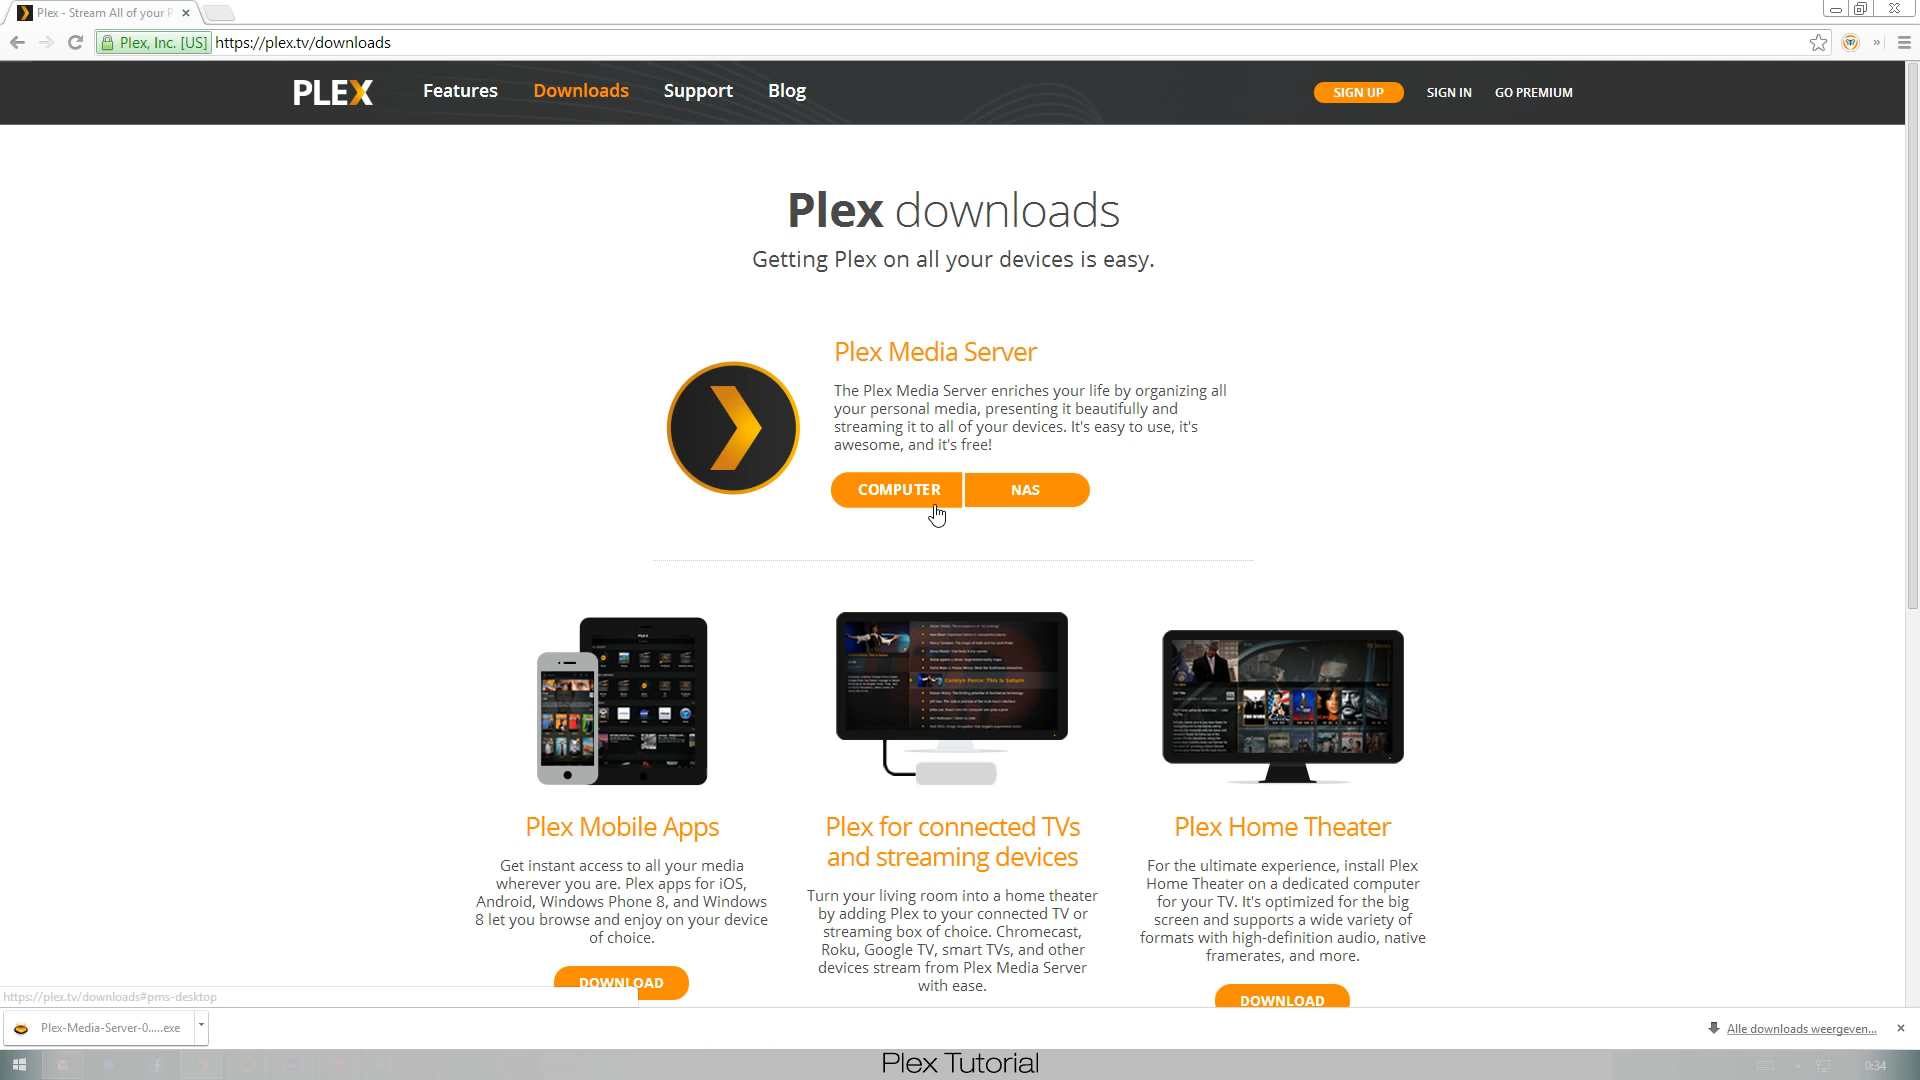 Plex - Stream All of your P
Plex, Inc. [US] https://plex.tv/downloads
PLEX Features Downloads Support Blog SIGN UP SIGN IN GO PREMIUM
Plex downloads
Getting Plex on all your devices is easy.
Plex Media Server
The Plex Media Server enriches your life by organizing all
your personal media, presenting it beautifully and
streaming it to all of your devices. It's easy to use, it's
awesome, and it's free!
COMPUTER NAS
Carolyn Porco: This is Saturn
Plex Mobile Apps
Get instant access to all your media
wherever you are. Plex apps for iOS,
Android, Windows Phone 8, and Windows
8 let you browse and enjoy on your device
of choice.
DOWNLOAD
Plex for connected TVs
and streaming devices
Turn your living room into a home theater
by adding Plex to your connected TV or
streaming box of choice. Chromecast,
Roku, Google TV, smart TVs, and other
devices stream from Plex Media Server
with ease.
Plex Home Theater
For the ultimate experience, install Plex
Home Theater on a dedicated computer
for your TV. It's optimized for the big
screen and supports a wide variety of
formats with high-definition audio, native
framerates, and more.
DOWNLOAD
https://plex.tv/downloads#pms-desktop
Plex-Media-Server-0.....exe
Alle downloads weergeven...
Plex Tutorial
0:34